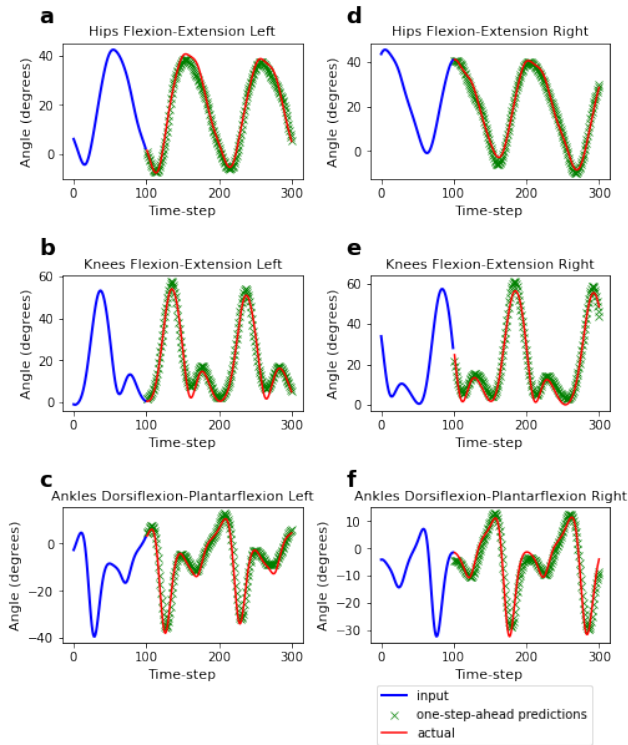 a
Hips Flexion-Extension Left
Angle (degrees)
40
20
0
0 100 200 300
Time-step
d
Hips Flexion-Extension Right
Angle (degrees)
40
20
0
0 100 200 300
Time-step
b
Knees Flexion-Extension Left
Angle (degrees)
60
40
20
0
0 100 200 300
Time-step
e
Knees Flexion-Extension Right
Angle (degrees)
60
40
20
0
0 100 200 300
Time-step
c
Ankles Dorsiflexion-Plantarflexion Left
Angle (degrees)
0
−20
−40
0 100 200 300
Time-step
f
Ankles Dorsiflexion-Plantarflexion Right
Angle (degrees)
10
0
−10
−20
−30
0 100 200 300
Time-step
input
one-step-ahead predictions
actual